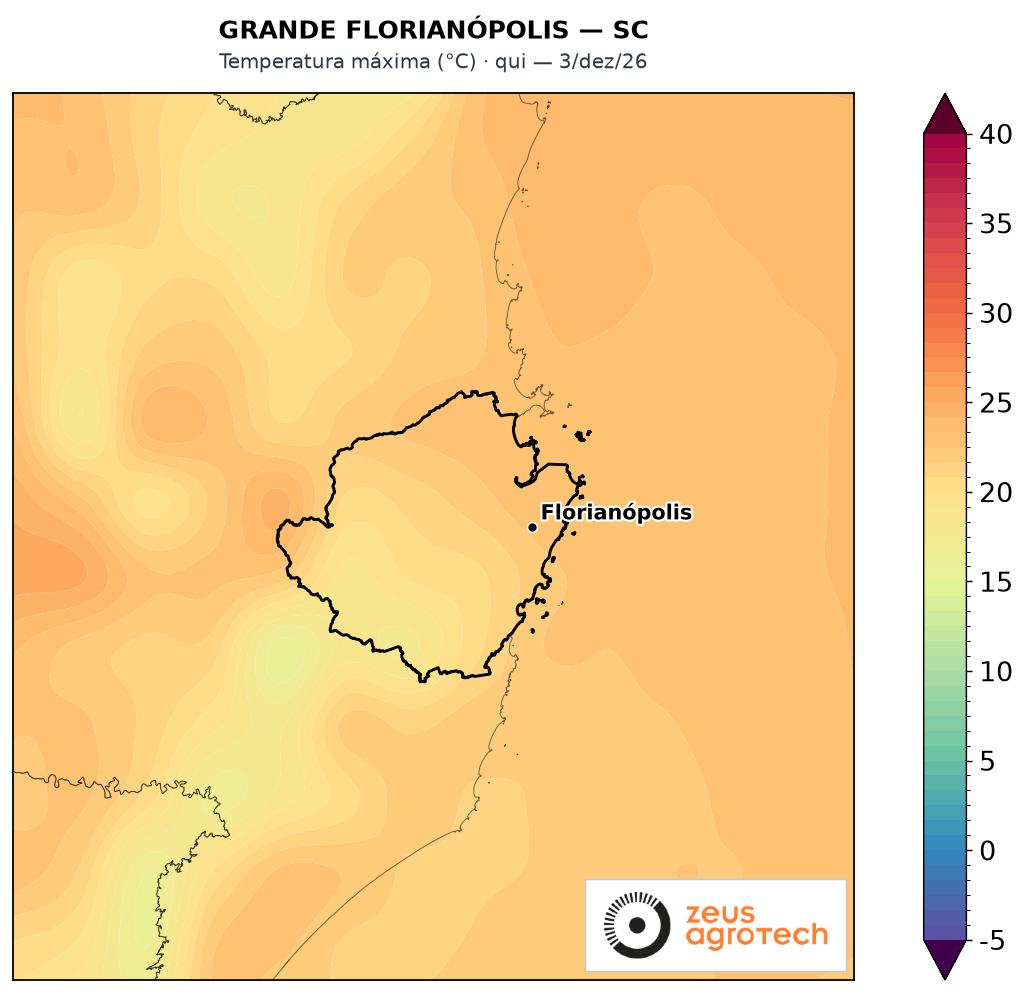 GRANDE FLORIANÓPOLIS — SC
Temperatura máxima (°C) · qui — 3/dez/26
40
35
30
25
20
15
10
5
0
-5
Florianópolis
zeus
agrotech